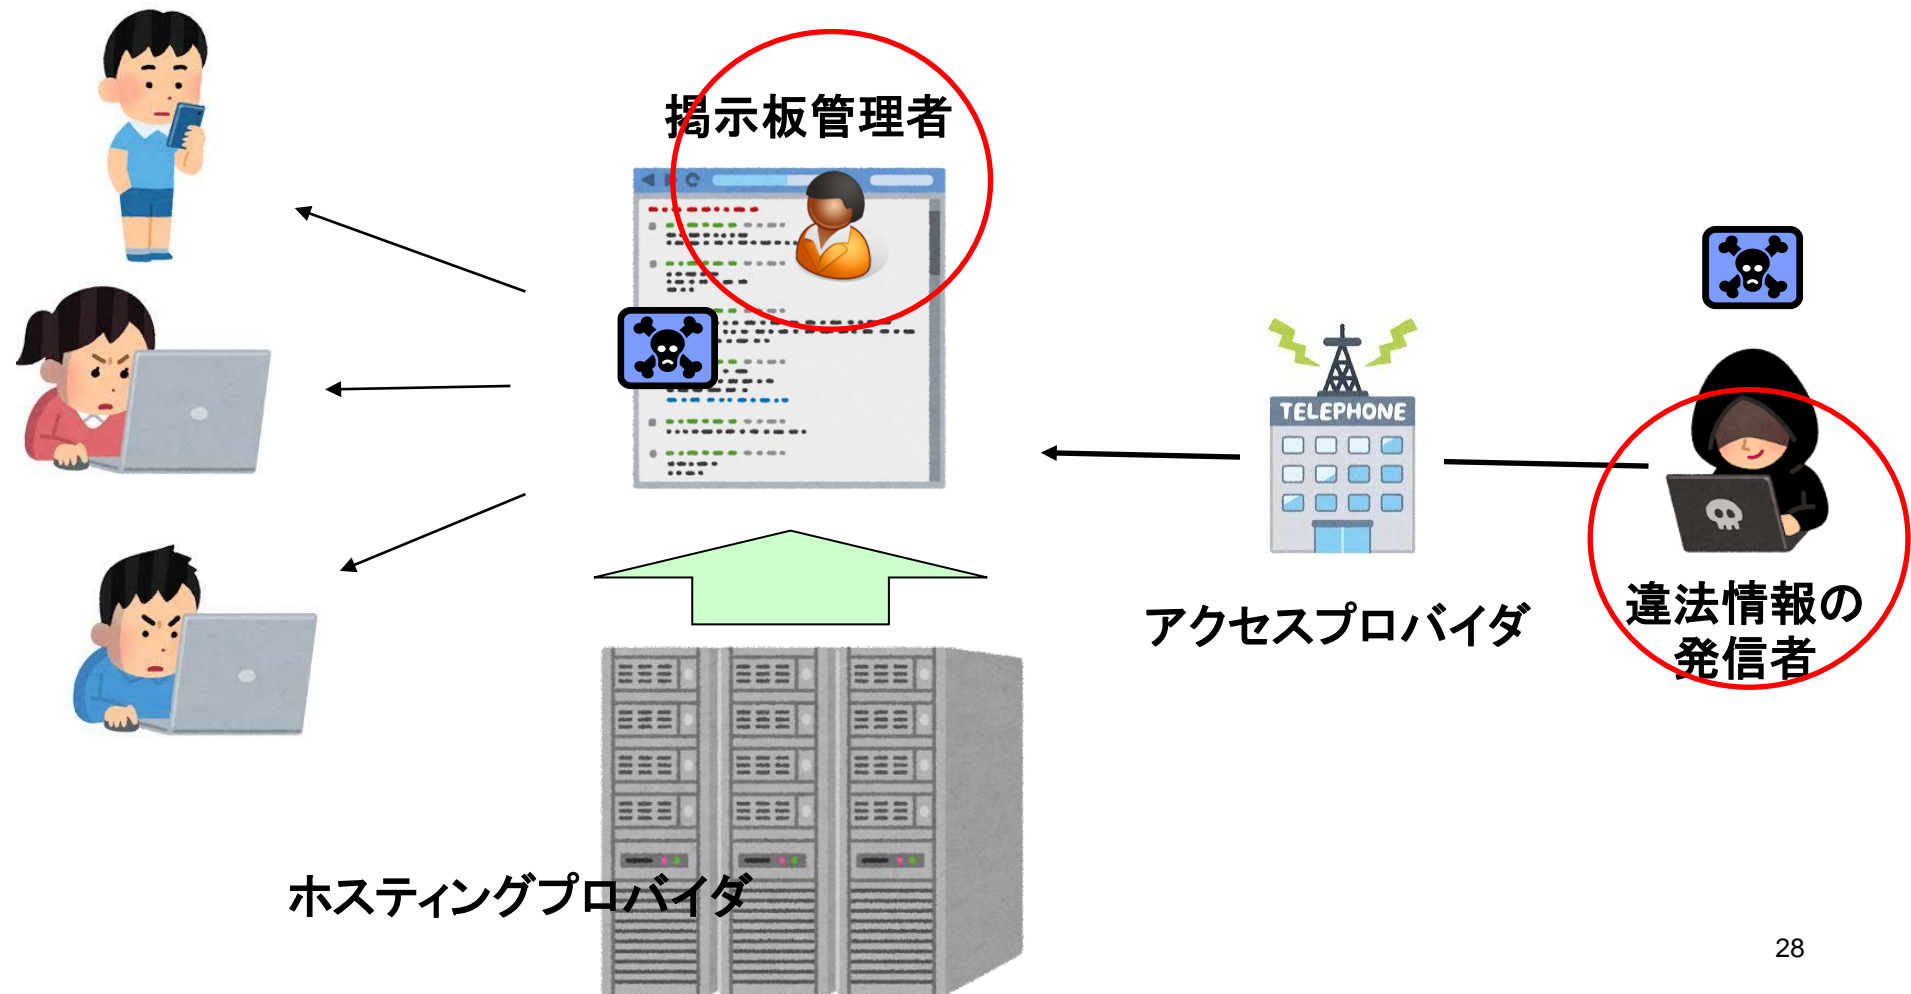 掲示板管理者
TELEPHONE
アクセスプロバイダ
違法情報の
発信者
ホスティングプロバイダ
28